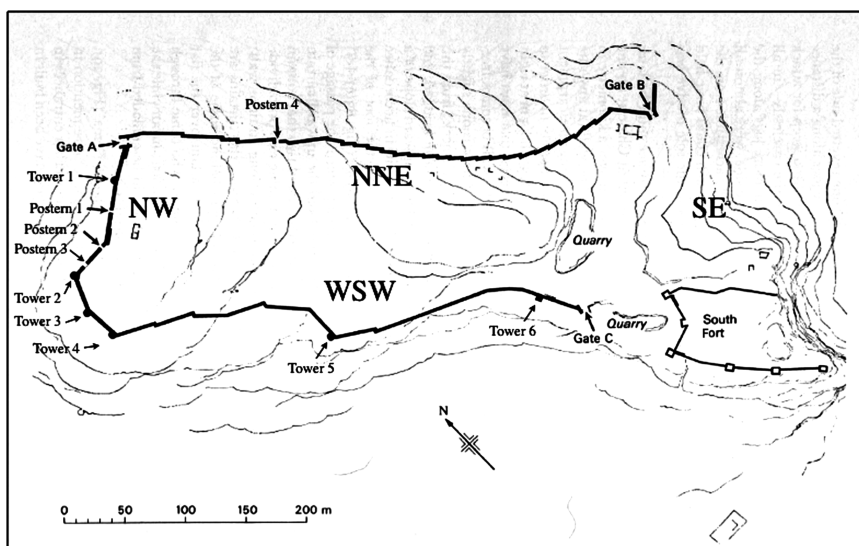 Postern 4
Gate B
Gate A
Tower 1
NNE
Postern 1
NW
SE
Postern 2
Quarry
Postern 3
Tower 2
WSW
Tower 3
Tower 6
Quarry
South
Fort
Tower 4
Gate C
Tower 5
N
0 50 100 150 200 m